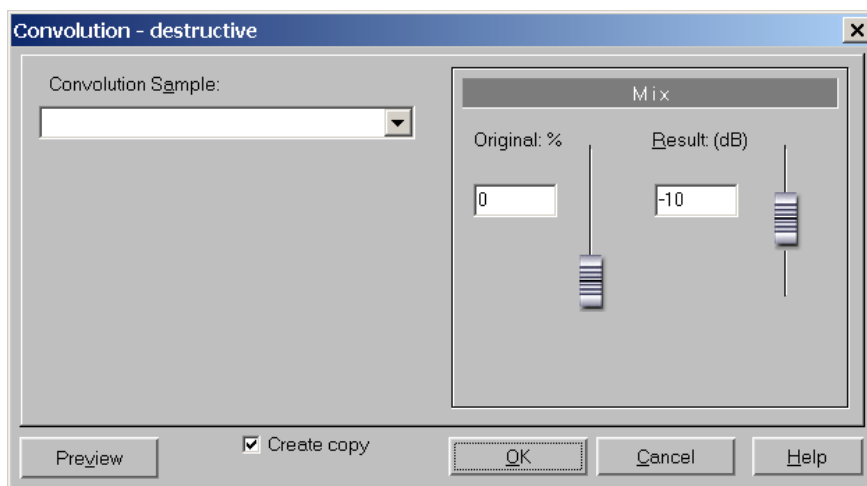 Convolution - destructive
Convolution Sample:
Mix
Original: %
Result: (dB)
0
-10
Preview
Create copy
OK
Cancel
Help